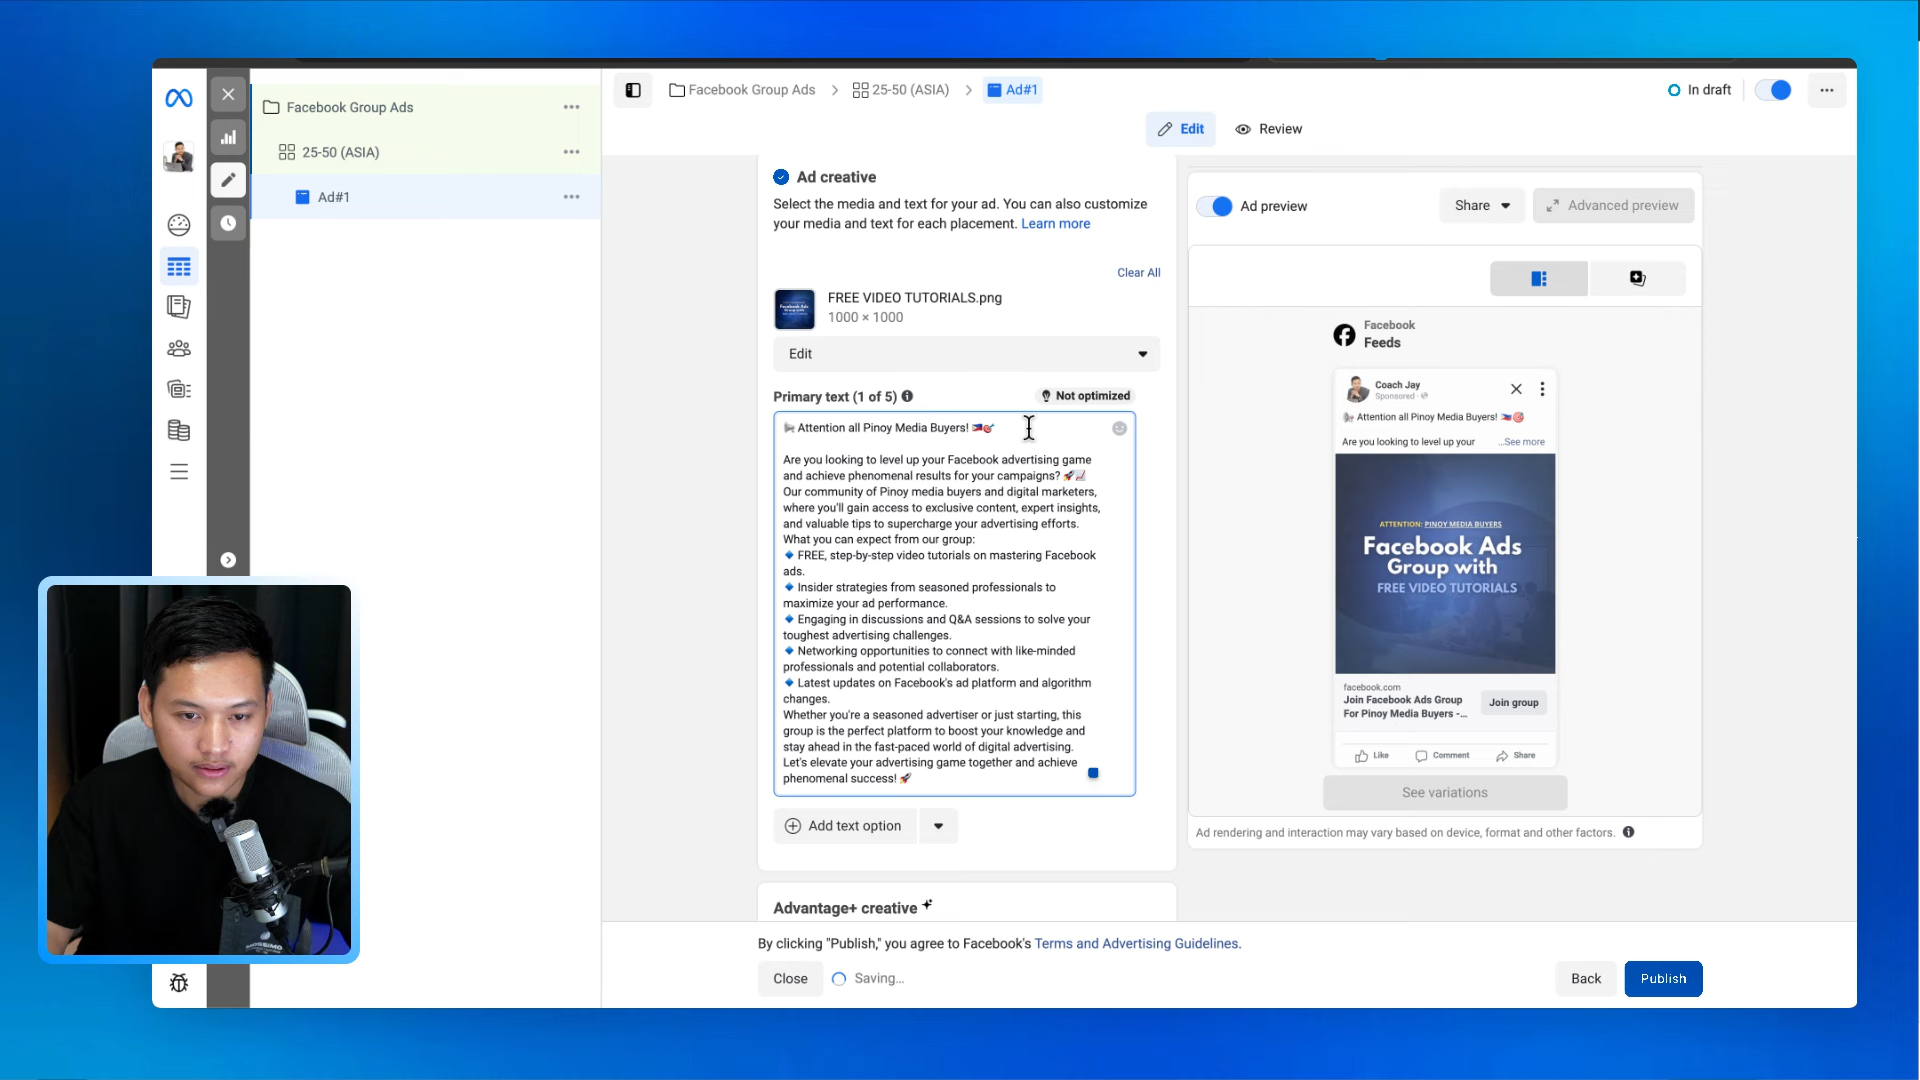 Facebook Group Ads
25-50 (ASIA)
Ad#1
Facebook Group Ads
25-50 (ASIA)
Ad#1
In draft
Edit
Review
Ad creative
Select the media and text for your ad. You can also customize
your media and text for each placement. Learn more
Clear All
FREE VIDEO TUTORIALS.png
1000 × 1000
Edit
Primary text (1 of 5)
Not optimized
Attention all Pinoy Media Buyers! 🇵🇭🎯
Are you looking to level up your Facebook advertising game
and achieve phenomenal results for your campaigns? 🚀📈
Our community of Pinoy media buyers and digital marketers,
where you'll gain access to exclusive content, expert insights,
and valuable tips to supercharge your advertising efforts.
What you can expect from our group:
🔹 FREE, step-by-step video tutorials on mastering Facebook
ads.
🔹 Insider strategies from seasoned professionals to
maximize your ad performance.
🔹 Engaging in discussions and Q&A sessions to solve your
toughest advertising challenges.
🔹 Networking opportunities to connect with like-minded
professionals and potential collaborators.
🔹 Latest updates on Facebook's ad platform and algorithm
changes.
Whether you're a seasoned advertiser or just starting, this
group is the perfect platform to boost your knowledge and
stay ahead in the fast-paced world of digital advertising.
Let's elevate your advertising game together and achieve
phenomenal success! 🚀
Add text option
Advantage+ creative
By clicking "Publish," you agree to Facebook's Terms and Advertising Guidelines.
Close
Saving...
Back
Publish
Ad preview
Share
Advanced preview
Facebook
Feeds
Coach Jay
Sponsored ·
Attention all Pinoy Media Buyers! 🇵🇭🎯
Are you looking to level up your
...See more
ATTENTION: PINOY MEDIA BUYERS
Facebook Ads
Group with
FREE VIDEO TUTORIALS
facebook.com
Join Facebook Ads Group
For Pinoy Media Buyers -...
Join group
Like
Comment
Share
See variations
Ad rendering and interaction may vary based on device, format and other factors.